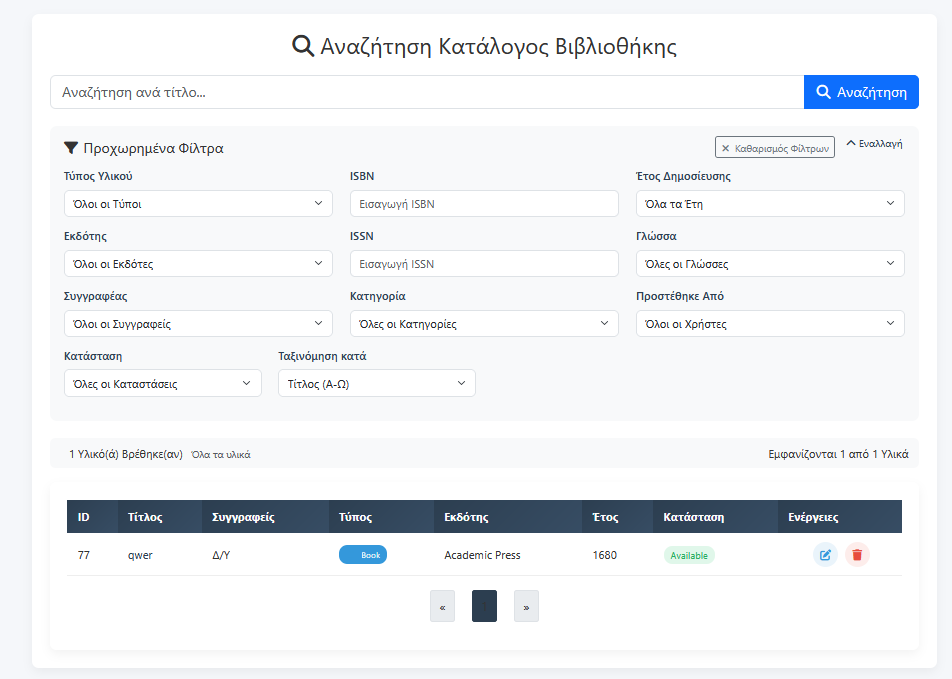 Αναζήτηση Κατάλογος Βιβλιοθήκης
Αναζήτηση ανά τίτλο... Αναζήτηση
Προχωρημένα Φίλτρα Καθαρισμός Φίλτρων Εναλλαγή
Τύπος Υλικού ISBN Έτος Δημοσίευσης
Όλοι οι Τύποι Εισαγωγή ISBN Όλα τα Έτη
Εκδότης ISSN Γλώσσα
Όλοι οι Εκδότες Εισαγωγή ISSN Όλες οι Γλώσσες
Συγγραφέας Κατηγορία Προστέθηκε Από
Όλοι οι Συγγραφείς Όλες οι Κατηγορίες Όλοι οι Χρήστες
Κατάσταση Ταξινόμηση κατά
Όλες οι Καταστάσεις Τίτλος (Α-Ω)
1 Υλικό(ά) Βρέθηκε(αν) Όλα τα υλικά Εμφανίζονται 1 από 1 Υλικά
ID Τίτλος Συγγραφείς Τύπος Εκδότης Έτος Κατάσταση Ενέργειες
77 qwer Δ/Υ Book Academic Press 1680 Available
« »